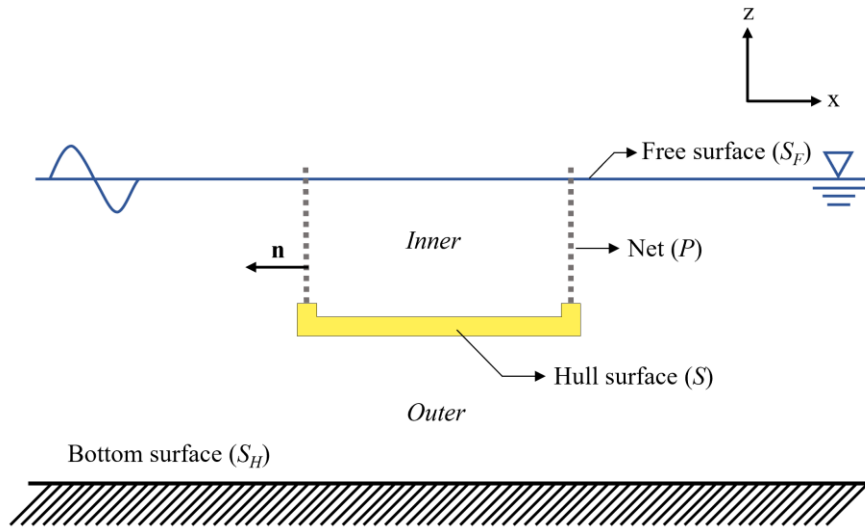 z
x
Free surface (S_F)
Inner
n
Net (P)
Hull surface (S)
Outer
Bottom surface (S_H)